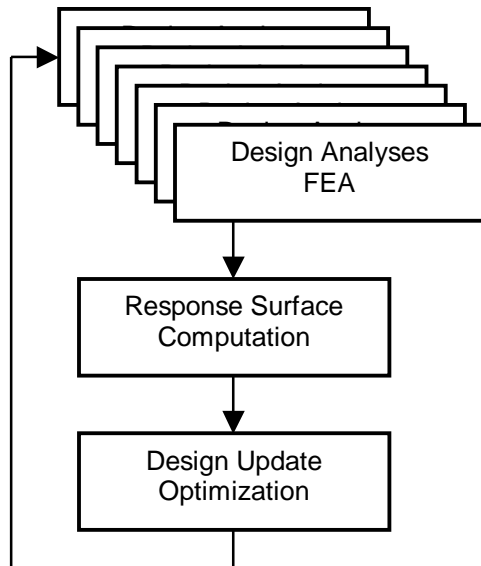 Design Analyses
FEA
Response Surface
Computation
Design Update
Optimization